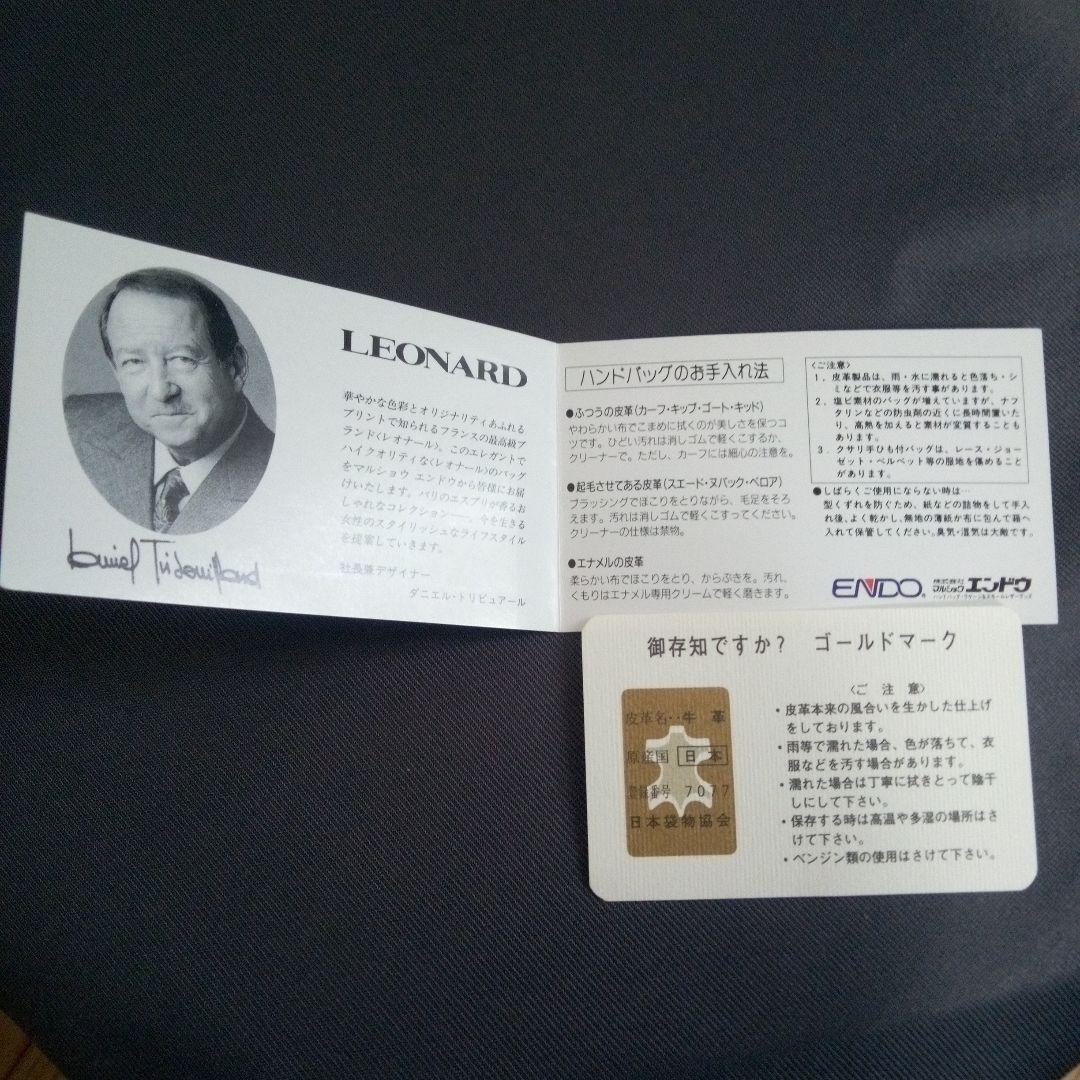 LEONARD
華やかな色彩とオリジナリティあふれる
プリントで知られるフランスの最高級ブ
ランド〈レオナール〉。このエレガントで
ハイクオリティな〈レオナール〉のバッグ
をマルショウ エンドウから皆様にお届
けいたします。パリのエスプリが香るお
しゃれなコレクション――。今を生きる
女性のスタイリッシュなライフスタイル
を提案していきます。
社長兼デザイナー
ダニエル・トリビュアール
ハンドバッグのお手入れ法
●ふつうの皮革(カーフ・キップ・ゴート・キッド)
やわらかい布でこまめに拭くのが美しさを保つコ
ツです。ひどい汚れは消しゴムで軽くこするか、
クリーナーで。ただし、カーフには細心の注意を。
●起毛させてある皮革(スエード・ヌバック・ベロア)
ブラッシングでほこりをとりながら、毛足をそろ
えます。汚れは消しゴムで軽くこすってください。
クリーナーの仕様は禁物。
●エナメルの皮革
柔らかい布でほこりをとり、からぶきを。汚れ、
くもりはエナメル専用クリームで軽く磨きます。
〈ご注意〉
1．皮革製品は、雨・水に濡れると色落ち・シ
ミなどで衣服等を汚す事があります。
2．塩ビ素材のバッグが増えていますが、ナフ
タリンなどの防虫剤の近くに長時間置いた
り、高熱を加えると素材が変質することも
あります。
3．クサリ手ひも付バッグは、レース・ジョー
ゼット・ベルベット等の服地を傷めること
があります。
●しばらくご使用にならない時は…
型くずれを防ぐため、紙などの詰物をして手入
れ後、よく乾かし、無地の薄紙か布に包んで箱へ
入れて保管してください。臭気・湿気は大敵です。
ENDO® 株式会社 マルショウ エンドウ
ハンドバッグ・ラゲージ&スモールレザーグッズ
御存知ですか? ゴールドマーク
皮革名‥牛革
原産国 日本
登録番号 7077
日本袋物協会
〈ご注意〉
・皮革本来の風合いを生かした仕上げ
をしております。
・雨等で濡れた場合、色が落ちて、衣
服などを汚す場合があります。
・濡れた場合は丁寧に拭きとって陰干
しにして下さい。
・保存する時は高温や多湿の場所はさ
けて下さい。
・ベンジン類の使用はさけて下さい。